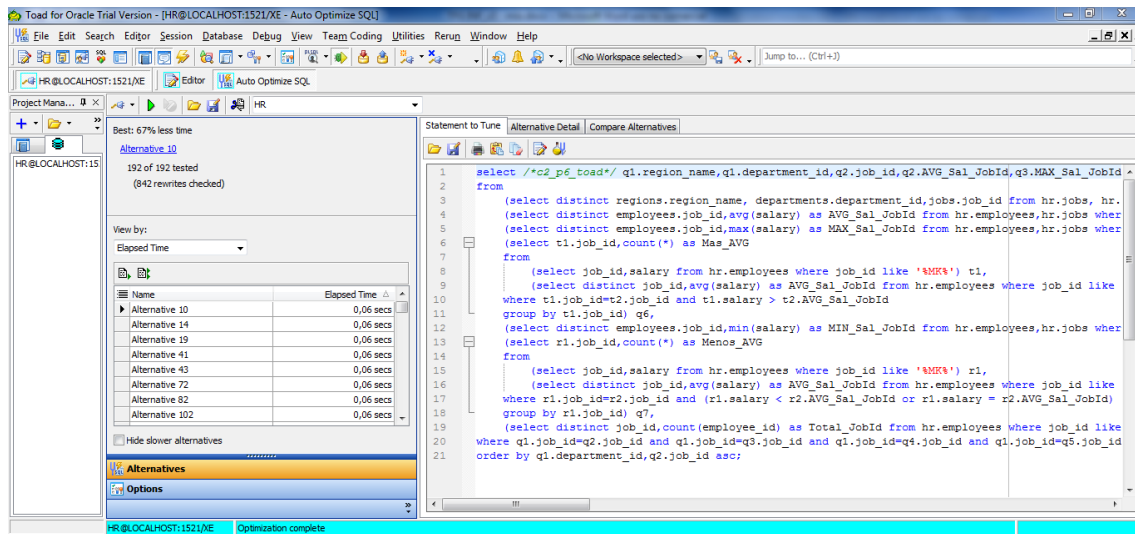 Toad for Oracle Trial Version - [HR@LOCALHOST:1521/XE - Auto Optimize SQL]
File Edit Search Editor Session Database Debug View Team Coding Utilities Rerun Window Help
<No Workspace selected> Jump to... (Ctrl+J)
HR@LOCALHOST:1521/XE Editor Auto Optimize SQL
Project Mana... HR
Best: 67% less time
Alternative 10
192 of 192 tested
(842 rewrites checked)
HR@LOCALHOST:15
View by:
Elapsed Time
Name Elapsed Time
Alternative 10 0,06 secs
Alternative 14 0,06 secs
Alternative 19 0,06 secs
Alternative 41 0,06 secs
Alternative 43 0,06 secs
Alternative 72 0,06 secs
Alternative 82 0,06 secs
Alternative 102 0,06 secs
Hide slower alternatives
Alternatives
Options
Statement to Tune Alternative Detail Compare Alternatives
1 select /*c2_p6_toad*/ q1.region_name,q1.department_id,q2.job_id,q2.AVG_Sal_JobId,q3.MAX_Sal_JobId
2 from
3 (select distinct regions.region_name, departments.department_id,jobs.job_id from hr.jobs, hr.
4 (select distinct employees.job_id,avg(salary) as AVG_Sal_JobId from hr.employees,hr.jobs wher
5 (select distinct employees.job_id,max(salary) as MAX_Sal_JobId from hr.employees,hr.jobs wher
6 (select t1.job_id,count(*) as Mas_AVG
7 from
8 (select job_id,salary from hr.employees where job_id like '%MK%') t1,
9 (select distinct job_id,avg(salary) as AVG_Sal_JobId from hr.employees where job_id like
10 where t1.job_id=t2.job_id and t1.salary > t2.AVG_Sal_JobId
11 group by t1.job_id) q6,
12 (select distinct employees.job_id,min(salary) as MIN_Sal_JobId from hr.employees,hr.jobs wher
13 (select r1.job_id,count(*) as Menos_AVG
14 from
15 (select job_id,salary from hr.employees where job_id like '%MK%') r1,
16 (select distinct job_id,avg(salary) as AVG_Sal_JobId from hr.employees where job_id like
17 where r1.job_id=r2.job_id and (r1.salary < r2.AVG_Sal_JobId or r1.salary = r2.AVG_Sal_JobId)
18 group by r1.job_id) q7,
19 (select distinct job_id,count(employee_id) as Total_JobId from hr.employees where job_id like
20 where q1.job_id=q2.job_id and q1.job_id=q3.job_id and q1.job_id=q4.job_id and q1.job_id=q5.job_id
21 order by q1.department_id,q2.job_id asc;
HR@LOCALHOST:1521/XE Optimization complete